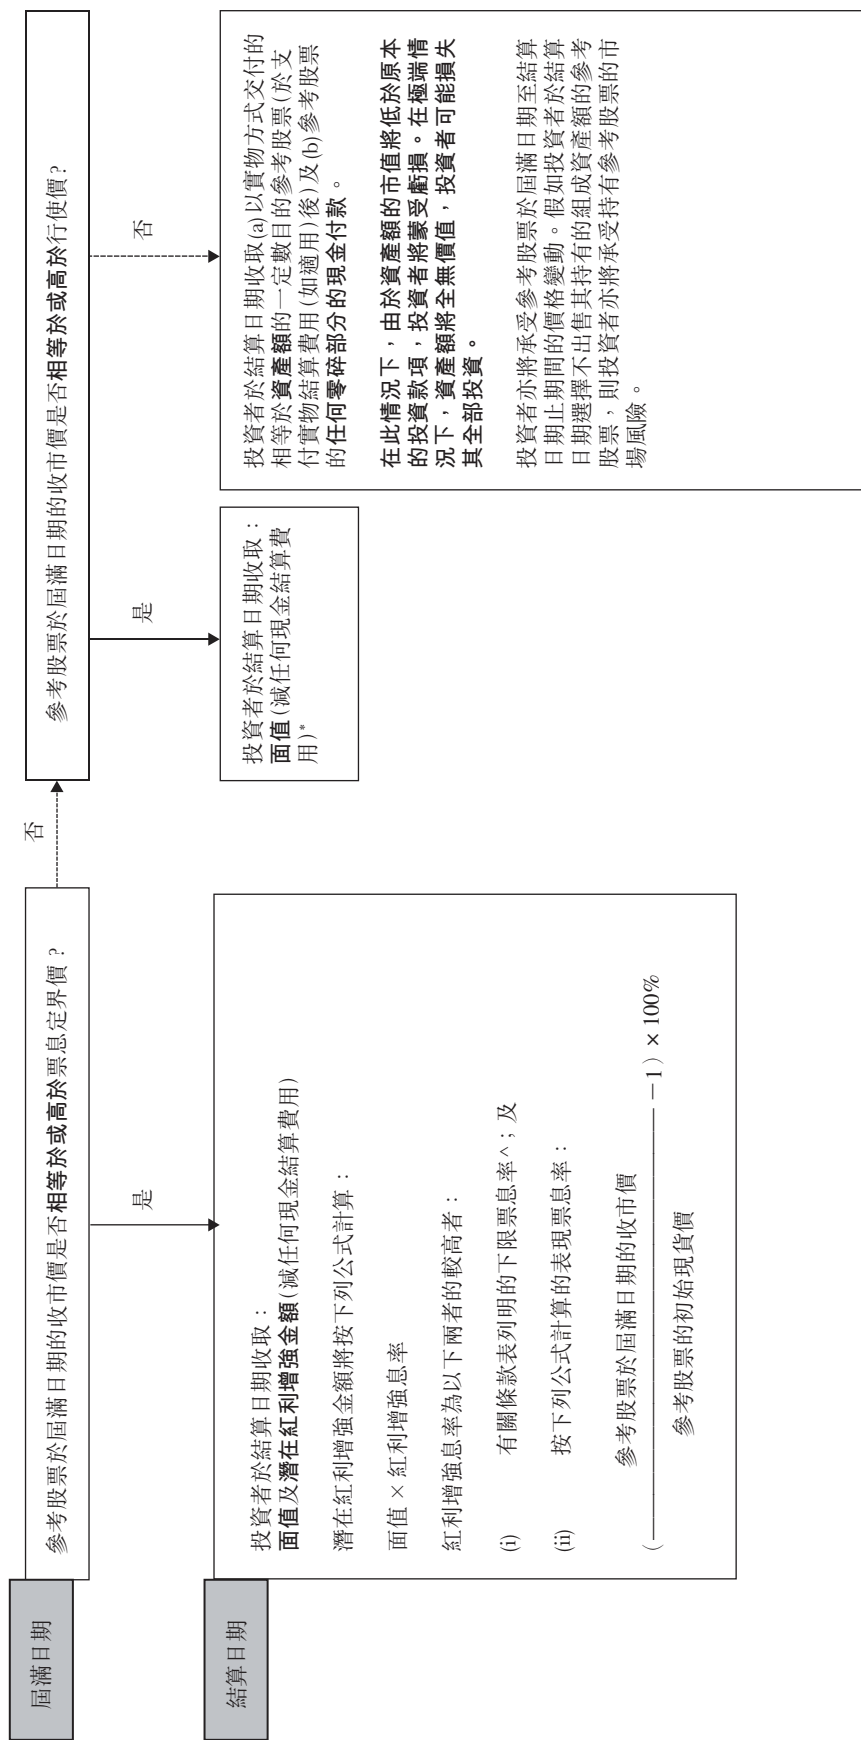 屆滿日期
參考股票於屆滿日期的收市價是否相等於或高於票息定界價？
否
參考股票於屆滿日期的收市價是否相等於或高於行使價？
是
是
否
結算日期
投資者於結算日期收取：
面值及潛在紅利增強金額(減任何現金結算費用)
潛在紅利增強金額將按下列公式計算：
面值 × 紅利增強息率
紅利增強息率為以下兩者的較高者：
(i) 有關條款表列明的下限票息率^；及
(ii) 按下列公式計算的表現票息率：
參考股票於屆滿日期的收市價
( — 1) × 100%
參考股票的初始現貨價
投資者於結算日期收取：
面值(減任何現金結算費
用)*
投資者於結算日期收取(a)以實物方式交付的
相等於資產額的一定數目的參考股票(於支
付實物結算費用(如適用)後)及(b)參考股票
的任何零碎部分的現金付款。
在此情況下，由於資產額的市值將低於原本
的投資款項，投資者將蒙受虧損。在極端情
況下，資產額將全無價值，投資者可能損失
其全部投資。
投資者亦將承受參考股票於屆滿日期至結算
日期止期間的價格變動。假如投資者於結算
日期選擇不出售其持有的組成資產額的參考
股票，則投資者亦將承受持有參考股票的市
場風險。